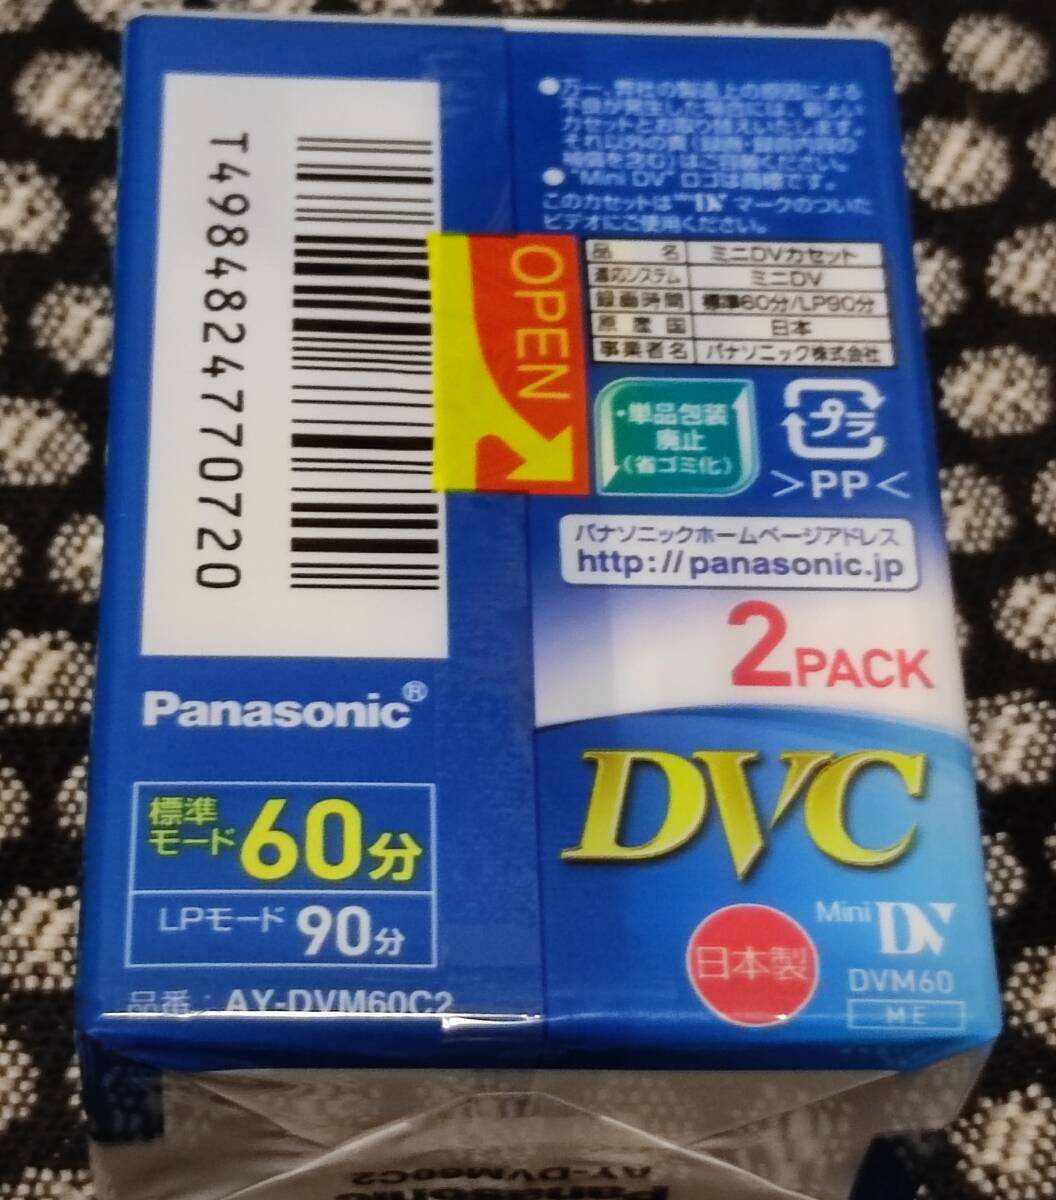 T4984824770720
Panasonic®
標準
モード60分
LPモード 90分
品番：AY-DVM60C2
●万一、弊社の製造上の原因による
不良が発生した場合には、新しい
カセットとお取り替えいたします。
それ以外の責(録画・録音内容の
補償を含む)はご容赦ください。
●"Mini DV"ロゴは商標です。
このカセットは"Mini DV マークのついた
ビデオにご使用ください。
OPEN
品名 ミニDVカセット
適応システム ミニDV
録画時間 標準60分/LP90分
原産国 日本
事業者名 パナソニック株式会社
・単品包装
廃止
(省ゴミ化)
プラ
>PP<
パナソニックホームページアドレス
http://panasonic.jp
2PACK
DVC
日本製
Mini DV
DVM60
ME
AY-DVM60C2
Panasonic